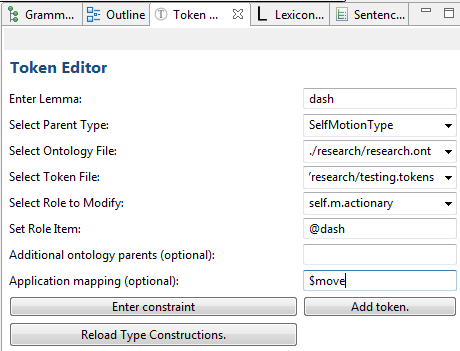 Gramm... Outline Token ... Lexicon... Sentenc...
Token Editor
Enter Lemma: dash
Select Parent Type: SelfMotionType
Select Ontology File: ./research/research.ont
Select Token File: 'research/testing.tokens
Select Role to Modify: self.m.actionary
Set Role Item: @dash
Additional ontology parents (optional):
Application mapping (optional): $move
Enter constraint Add token.
Reload Type Constructions.